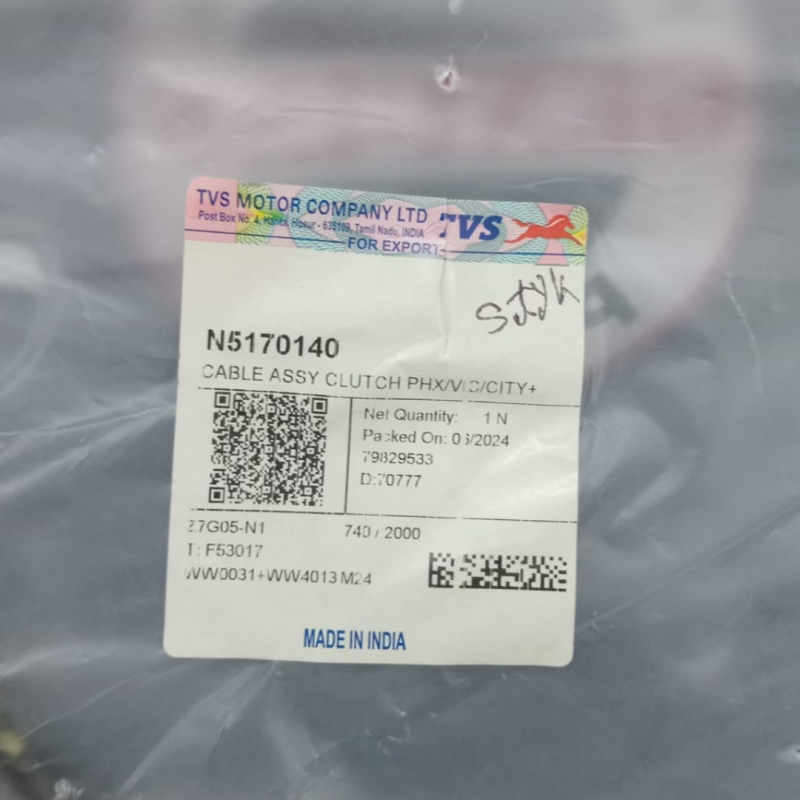 TVS MOTOR COMPANY LTD
Post Box No. 4, Harita, Hosur - 635109, Tamil Nadu, INDIA
TVS
FOR EXPORT
N5170140
CABLE ASSY CLUTCH PHX/VIC/CITY+
Net Quantity: 1 N
Packed On: /2024
79829533
D:70777
27G05-N1 740 / 2000
T: F53017
WW0031+WW4013 M24
MADE IN INDIA